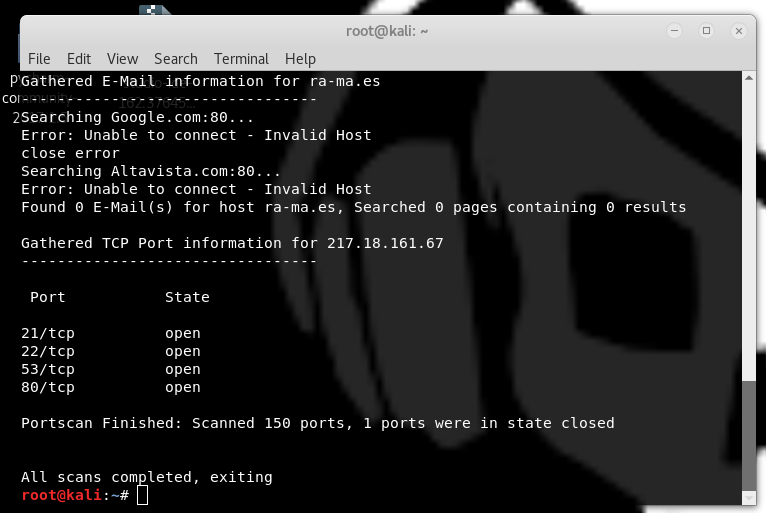 root@kali: ~
File Edit View Search Terminal Help
Gathered E-Mail information for ra-ma.es
---------------------------------
Searching Google.com:80...
Error: Unable to connect - Invalid Host
close error
Searching Altavista.com:80...
Error: Unable to connect - Invalid Host
Found 0 E-Mail(s) for host ra-ma.es, Searched 0 pages containing 0 results
Gathered TCP Port information for 217.18.161.67
---------------------------------
Port State
21/tcp open
22/tcp open
53/tcp open
80/tcp open
Portscan Finished: Scanned 150 ports, 1 ports were in state closed
All scans completed, exiting
root@kali:~#